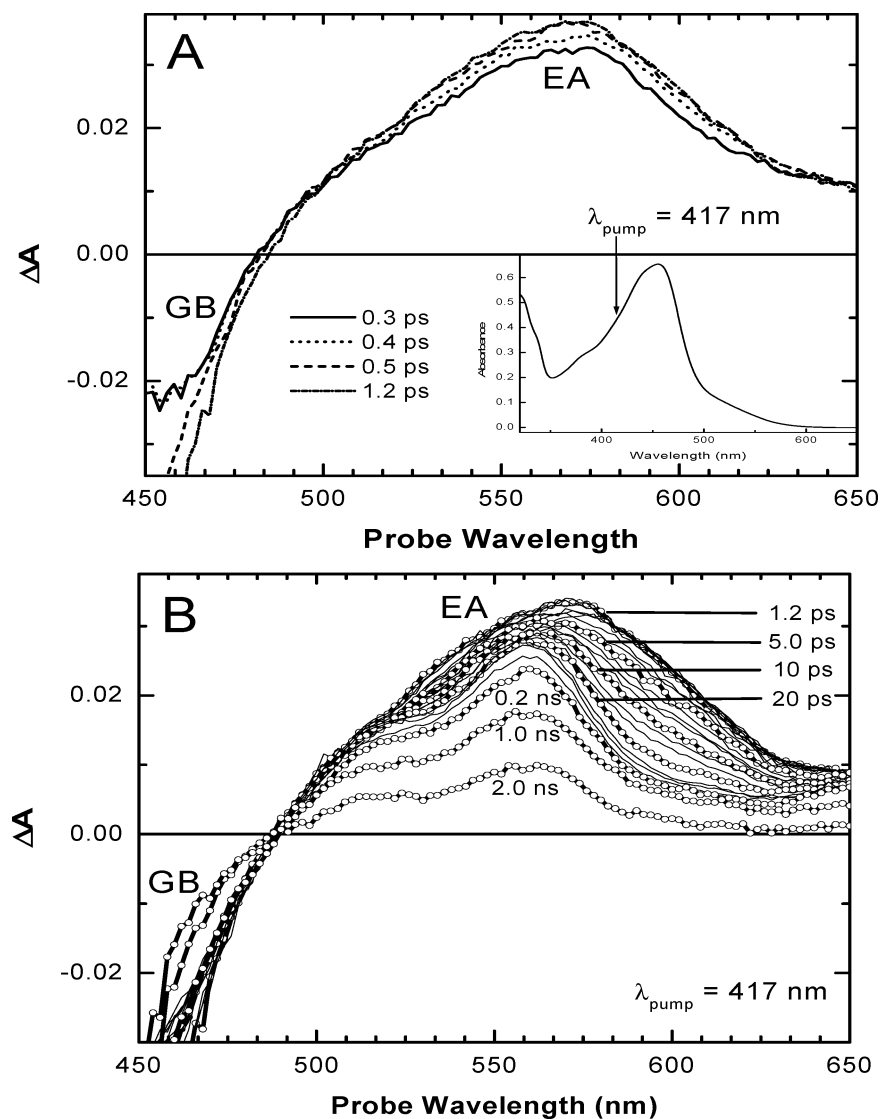 A
EA
0.02
λpump = 417 nm
0.00
ΔA
GB
0.3 ps
0.4 ps
0.5 ps
1.2 ps
-0.02
0.6
0.5
0.4
0.3
0.2
0.1
0.0
Absorbance
400 500 600
Wavelength (nm)
450 500 550 600 650
Probe Wavelength
B
EA
1.2 ps
5.0 ps
10 ps
20 ps
0.02
0.2 ns
1.0 ns
2.0 ns
0.00
ΔA
GB
-0.02
λpump = 417 nm
450 500 550 600 650
Probe Wavelength (nm)